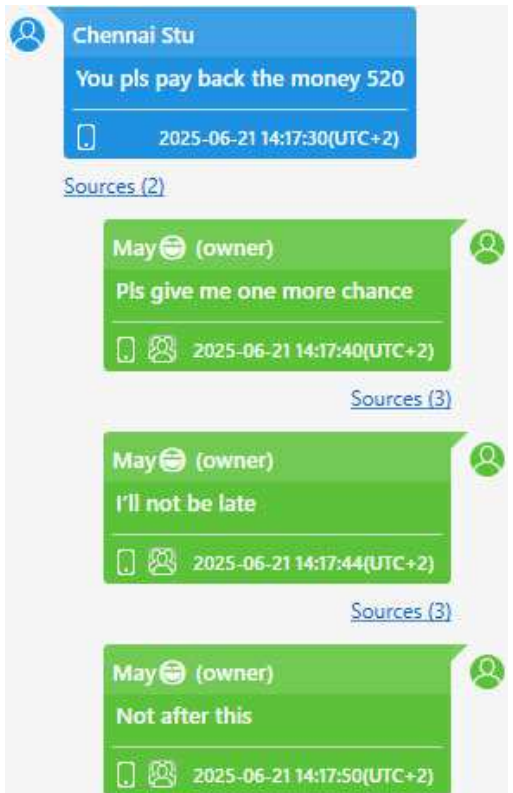 Chennai Stu
You pls pay back the money 520
2025-06-21 14:17:30(UTC+2)
Sources (2)
May😁 (owner)
Pls give me one more chance
2025-06-21 14:17:40(UTC+2)
Sources (3)
May😁 (owner)
I'll not be late
2025-06-21 14:17:44(UTC+2)
Sources (3)
May😁 (owner)
Not after this
2025-06-21 14:17:50(UTC+2)